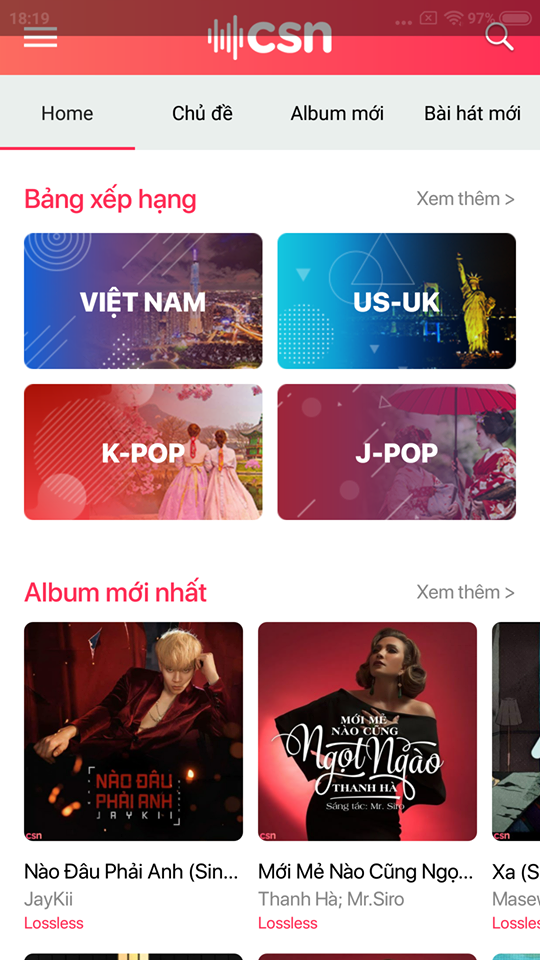 18:19
97%
csn
Home
Chủ đề
Album mới
Bài hát mới
Bảng xếp hạng
Xem thêm >
VIỆT NAM
US-UK
K-POP
J-POP
Album mới nhất
Xem thêm >
NÀO ĐÂU
PHẢI ANH
JAYKII
csn
MỚI MẺ
NÀO CŨNG
Ngọt Ngào
THANH HÀ
Sáng tác: Mr. Siro
csn
csn
Nào Đâu Phải Anh (Sin...
JayKii
Lossless
Mới Mẻ Nào Cũng Ngọ...
Thanh Hà; Mr.Siro
Lossless
Xa (S
Masew
Lossles